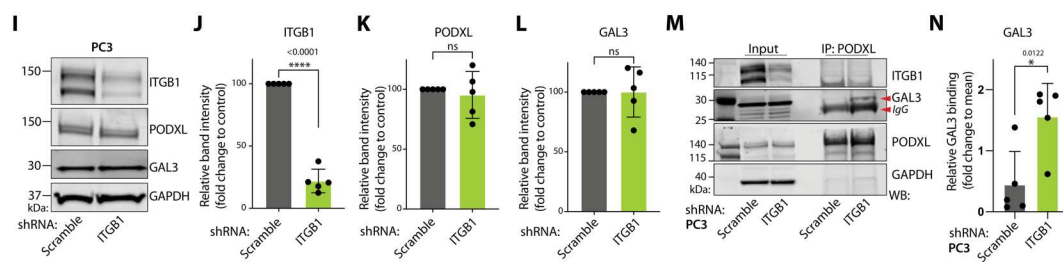 I
PC3
150
ITGB1
150
PODXL
30
GAL3
37
GAPDH
kDa:
shRNA:
Scramble
ITGB1
J
ITGB1
<0.0001
****
Relative band intensity
(fold change to control)
100
50
0
shRNA:
Scramble
ITGB1
K
PODXL
ns
Relative band intensity
(fold change to control)
100
50
0
shRNA:
Scramble
ITGB1
L
GAL3
ns
Relative band intensity
(fold change to control)
100
50
0
shRNA:
Scramble
ITGB1
M
Input
IP: PODXL
140
115
ITGB1
30
25
GAL3
IgG
140
115
PODXL
40
GAPDH
kDa:
WB:
shRNA:
PC3
Scramble
ITGB1
Scramble
ITGB1
N
GAL3
0.0122
*
Relative GAL3 binding
(fold change to mean)
2
1
0
shRNA:
PC3
Scramble
ITGB1